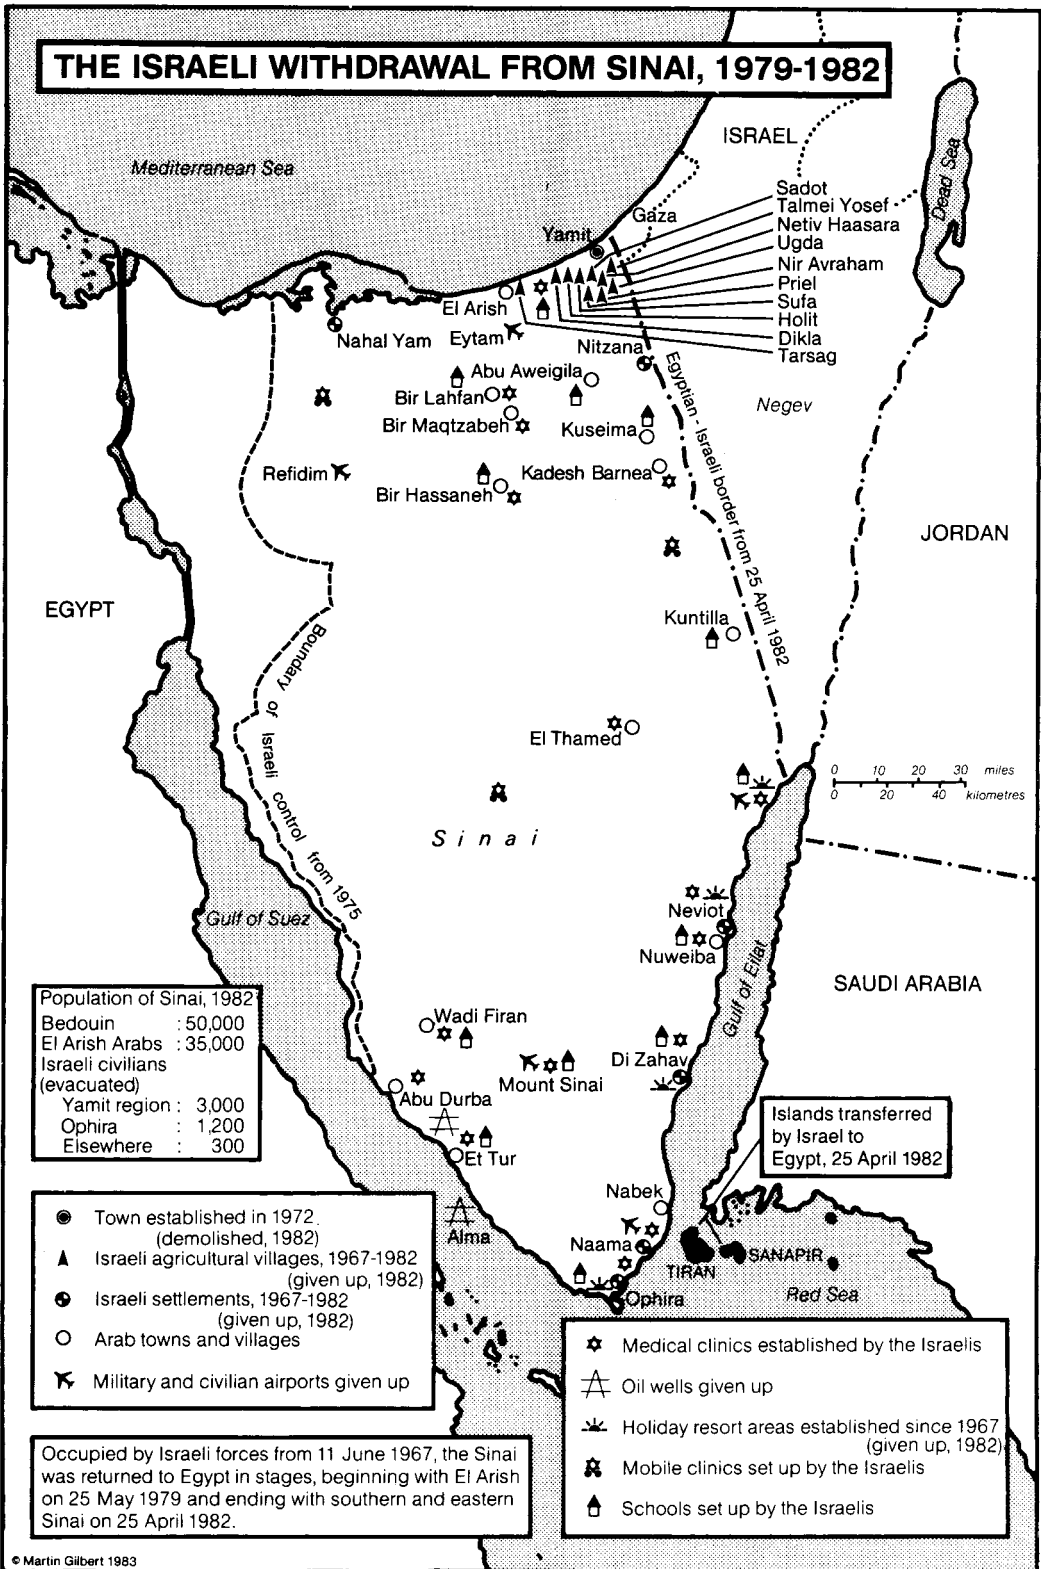 THE ISRAELI WITHDRAWAL FROM SINAI, 1979-1982
Mediterranean Sea
ISRAEL
Dead Sea
Gaza
Yamit
Sadot
Talmei Yosef
Netiv Haasara
Ugda
Nir Avraham
Priel
Sufa
Holit
Dikla
Tarsag
El Arish
Nahal Yam
Eytam
Nitzana
Abu Aweigila
Bir Lahfan
Bir Maqtzabeh
Kuseima
Negev
Refidim
Kadesh Barnea
Bir Hassaneh
Egyptian - Israeli border from 25 April 1982
JORDAN
EGYPT
Kuntilla
Boundary of Israeli control from 1975
El Thamed
0 10 20 30 miles
0 20 40 kilometres
Sinai
Neviot
Gulf of Suez
Nuweiba
Gulf of Eilat
SAUDI ARABIA
Population of Sinai, 1982
Bedouin : 50,000
El Arish Arabs : 35,000
Israeli civilians
(evacuated)
Yamit region : 3,000
Ophira : 1,200
Elsewhere : 300
Wadi Firan
Di Zahav
Mount Sinai
Abu Durba
Et Tur
Islands transferred
by Israel to
Egypt, 25 April 1982
Nabek
Alma
Naama
TIRAN
SANAPIR
Ophira
Red Sea
Town established in 1972
(demolished, 1982)
Israeli agricultural villages, 1967-1982
(given up, 1982)
Israeli settlements, 1967-1982
(given up, 1982)
Arab towns and villages
Military and civilian airports given up
Medical clinics established by the Israelis
Oil wells given up
Holiday resort areas established since 1967
(given up, 1982)
Mobile clinics set up by the Israelis
Schools set up by the Israelis
Occupied by Israeli forces from 11 June 1967, the Sinai
was returned to Egypt in stages, beginning with El Arish
on 25 May 1979 and ending with southern and eastern
Sinai on 25 April 1982.
© Martin Gilbert 1983